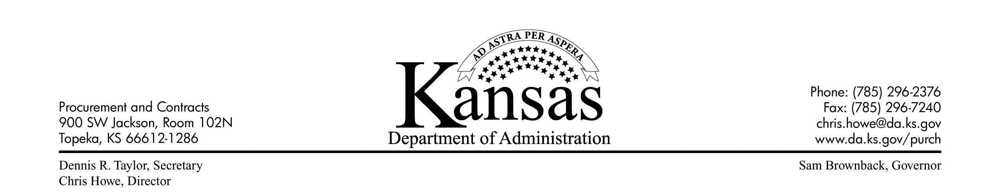 Procurement and Contracts
900 SW Jackson, Room 102N
Topeka, KS 66612-1286
AD ASTRA PER ASPERA
Kansas
Department of Administration
Phone: (785) 296-2376
Fax: (785) 296-7240
chris.howe@da.ks.gov
www.da.ks.gov/purch
Dennis R. Taylor, Secretary
Chris Howe, Director
Sam Brownback, Governor